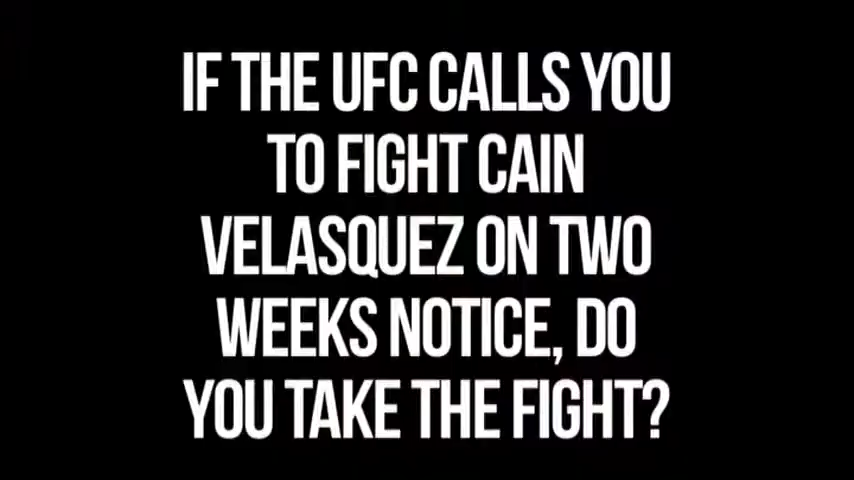 IF THE UFC CALLS YOU
TO FIGHT CAIN
VELASQUEZ ON TWO
WEEKS NOTICE, DO
YOU TAKE THE FIGHT?